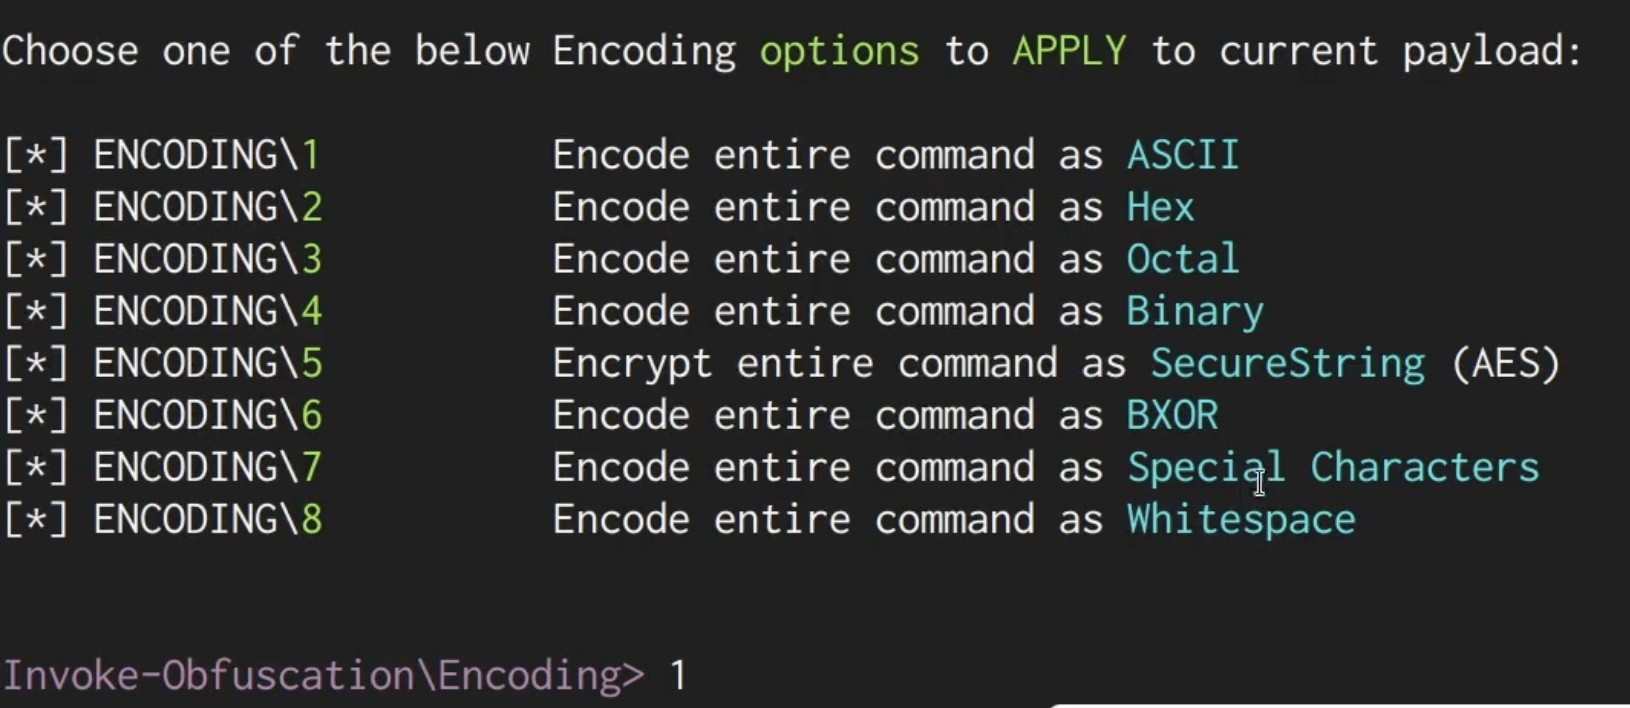 Choose one of the below Encoding options to APPLY to current payload:
[*] ENCODING\1 Encode entire command as ASCII
[*] ENCODING\2 Encode entire command as Hex
[*] ENCODING\3 Encode entire command as Octal
[*] ENCODING\4 Encode entire command as Binary
[*] ENCODING\5 Encrypt entire command as SecureString (AES)
[*] ENCODING\6 Encode entire command as BXOR
[*] ENCODING\7 Encode entire command as Special Characters
[*] ENCODING\8 Encode entire command as Whitespace
Invoke-Obfuscation\Encoding> 1